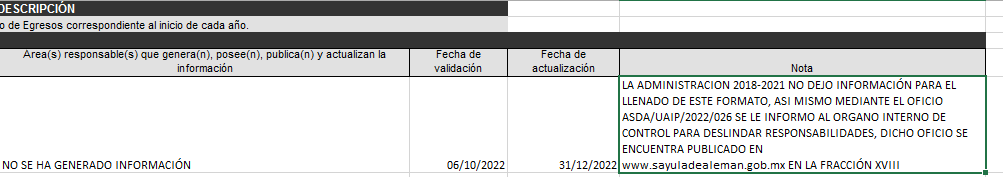 DESCRIPCIÓN
o de Egresos correspondiente al inicio de cada año.
Area(s) responsable(s) que genera(n), posee(n), publica(n) y actualizan la
información
Fecha de
validación
Fecha de
actualización
Nota
NO SE HA GENERADO INFORMACIÓN
06/10/2022
31/12/2022
LA ADMINISTRACION 2018-2021 NO DEJO INFORMACIÓN PARA EL
LLENADO DE ESTE FORMATO, ASI MISMO MEDIANTE EL OFICIO
ASDA/UAIP/2022/026 SE LE INFORMO AL ORGANO INTERNO DE
CONTROL PARA DESLINDAR RESPONSABILIDADES, DICHO OFICIO SE
ENCUENTRA PUBLICADO EN
www.sayuladealeman.gob.mx EN LA FRACCIÓN XVIII